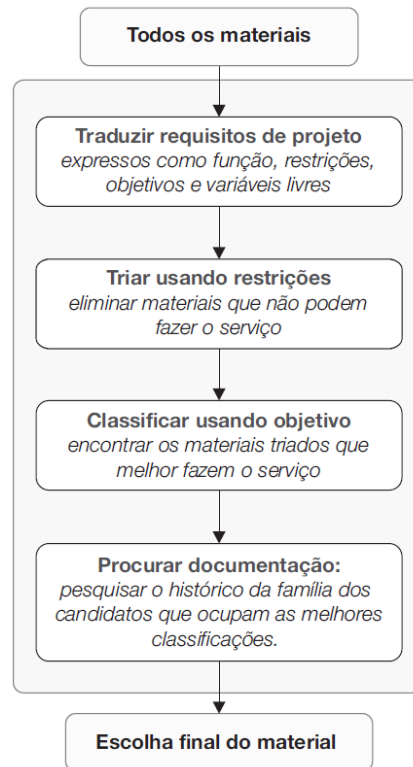 Todos os materiais
Traduzir requisitos de projeto
expressos como função, restrições,
objetivos e variáveis livres
Triar usando restrições
eliminar materiais que não podem
fazer o serviço
Classificar usando objetivo
encontrar os materiais triados que
melhor fazem o serviço
Procurar documentação:
pesquisar o histórico da família dos
candidatos que ocupam as melhores
classificações.
Escolha final do material